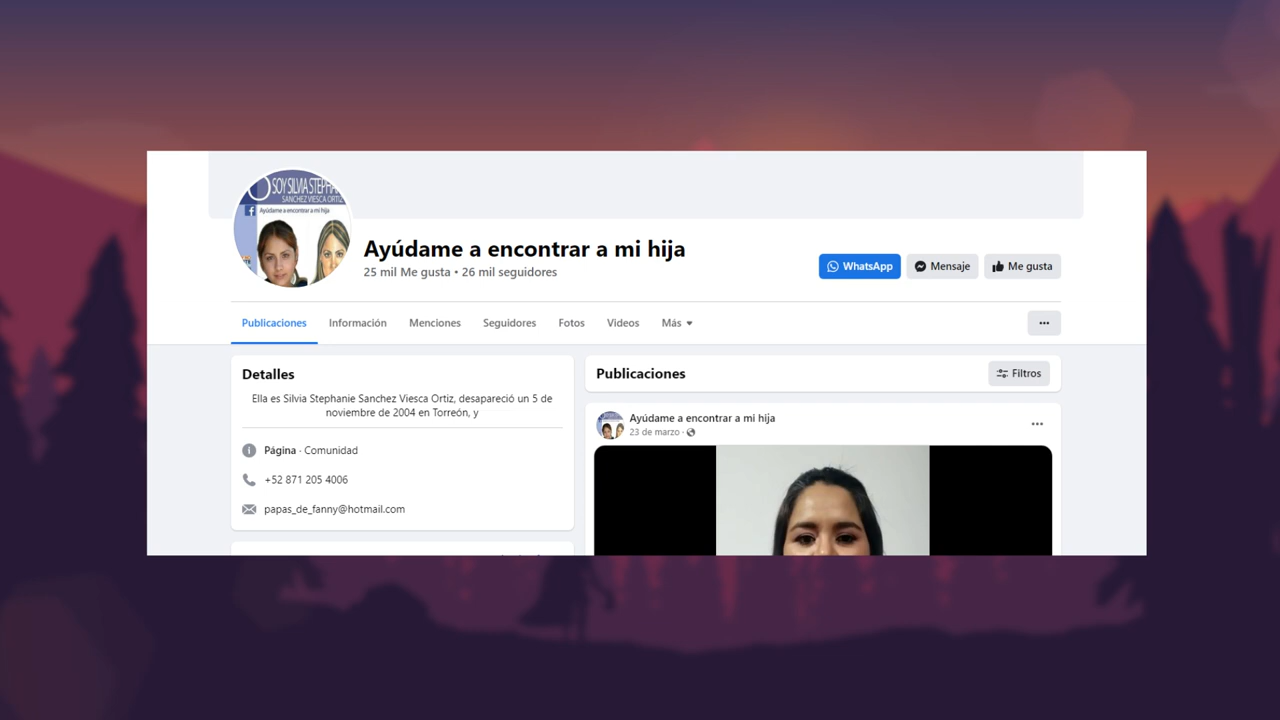 SOY SILVIA STEPHA
SANCHEZ VIESCA ORTIZ
Ayúdame a encontrar a mi hija
Ayúdame a encontrar a mi hija
25 mil Me gusta • 26 mil seguidores
WhatsApp
Mensaje
Me gusta
Publicaciones
Información
Menciones
Seguidores
Fotos
Videos
Más
Detalles
Ella es Silvia Stephanie Sanchez Viesca Ortiz, desapareció un 5 de
noviembre de 2004 en Torreón, y
Página · Comunidad
+52 871 205 4006
papas_de_fanny@hotmail.com
Publicaciones
Filtros
Ayúdame a encontrar a mi hija
23 de marzo ·